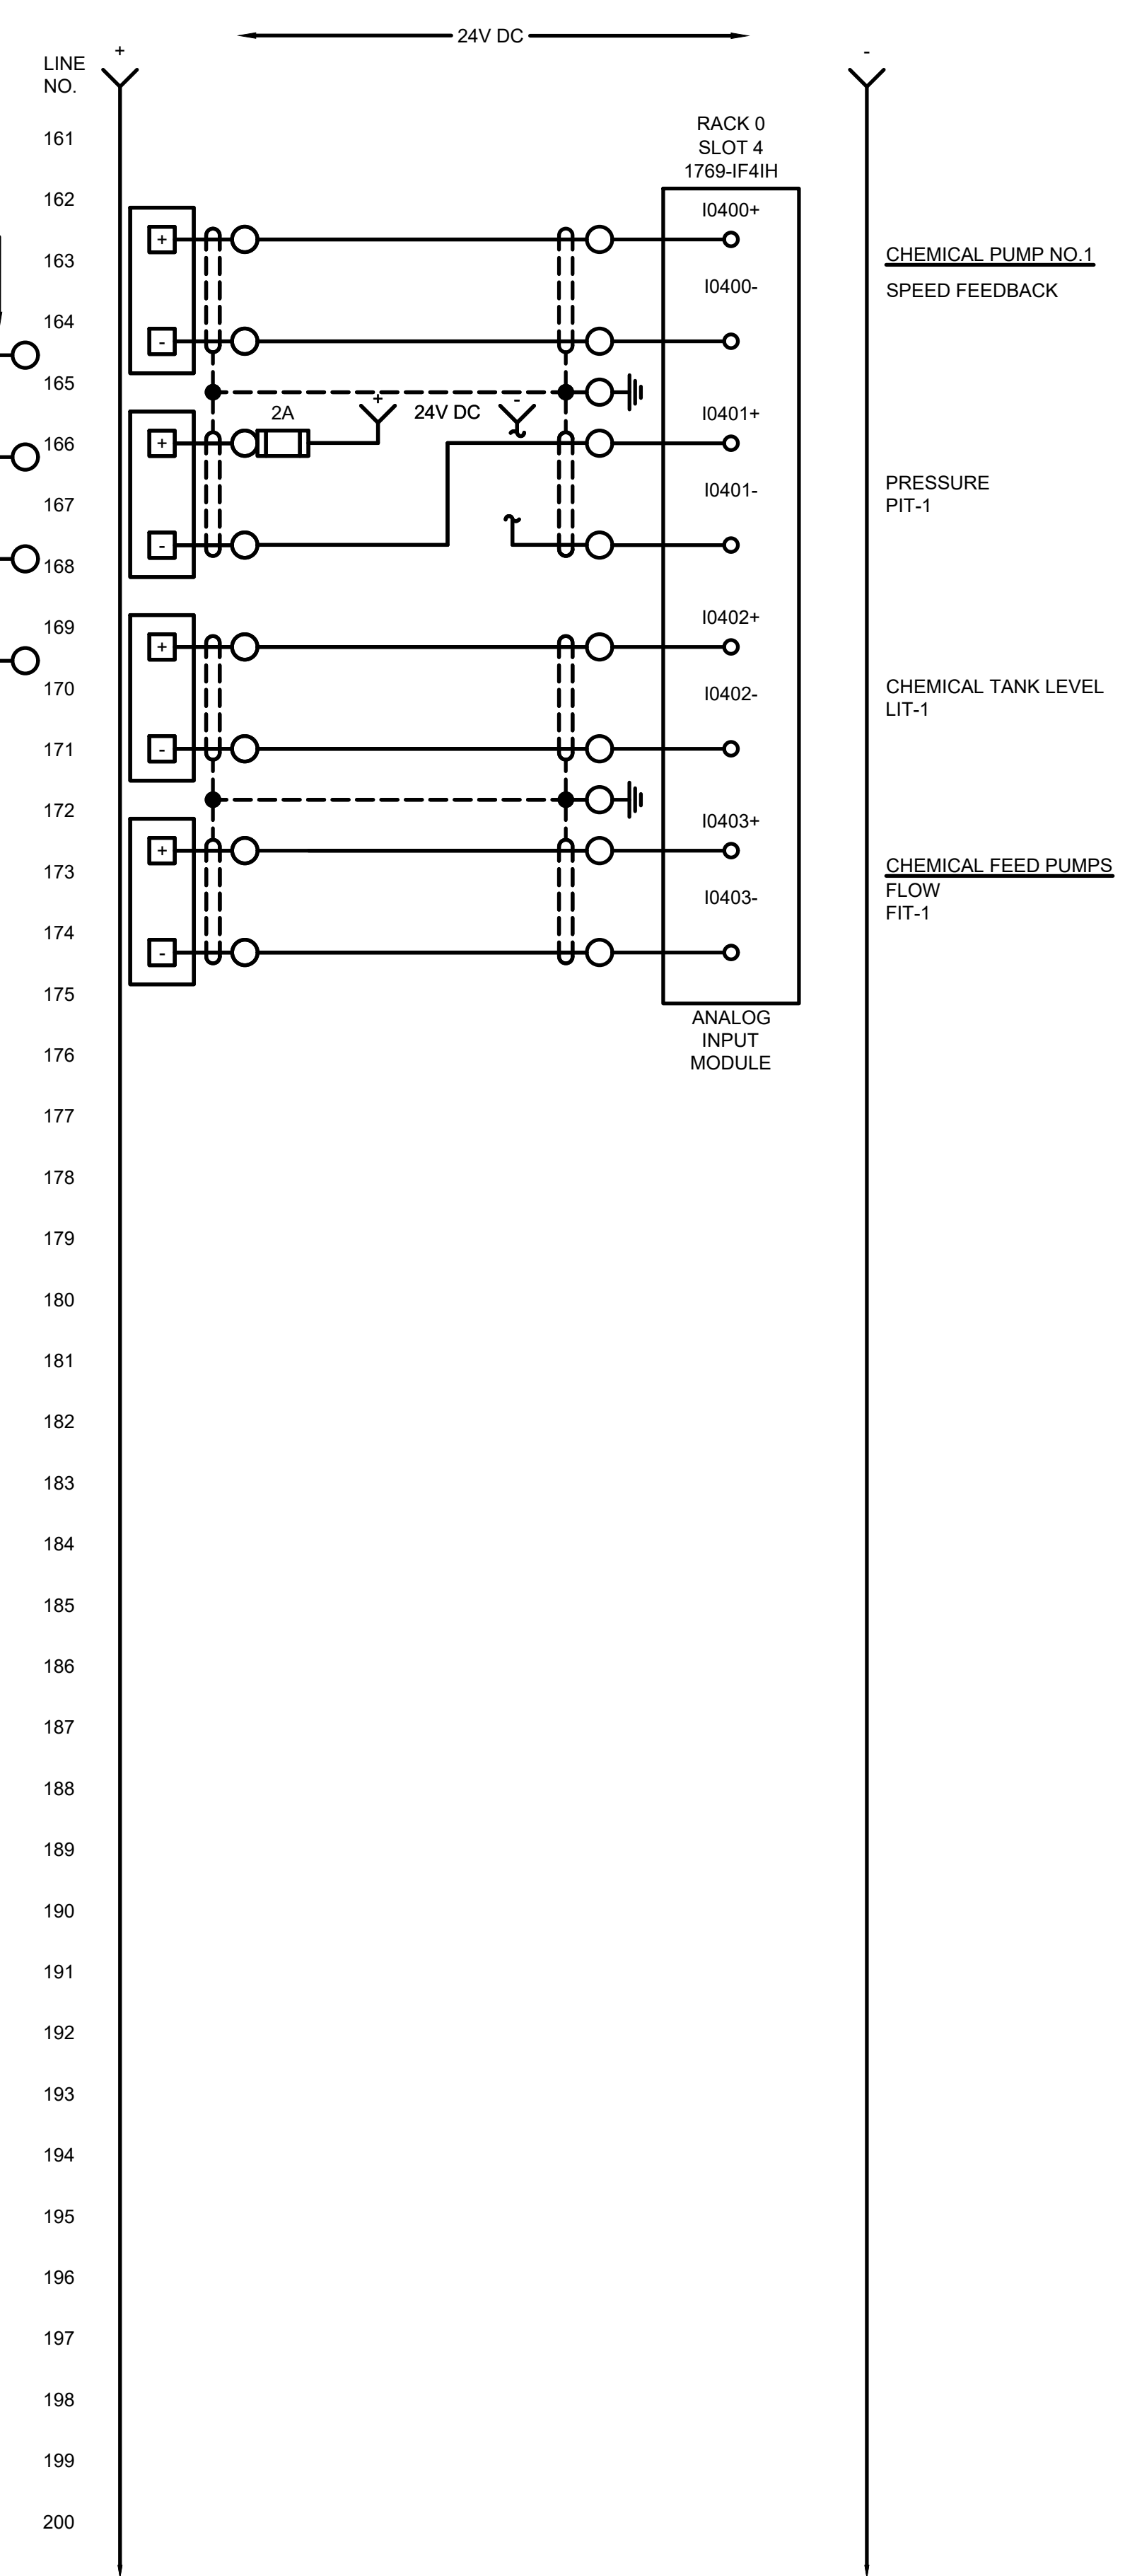 24V DC
+
-
LINE
NO.
161
RACK 0
SLOT 4
1769-IF4IH
162
I0400+
+
163
CHEMICAL PUMP NO.1
I0400-
SPEED FEEDBACK
164
-
165
2A
+
24V DC
-
I0401+
166
+
PRESSURE
I0401-
167
PIT-1
-
168
I0402+
169
+
170
CHEMICAL TANK LEVEL
I0402-
LIT-1
171
-
172
I0403+
+
173
CHEMICAL FEED PUMPS
FLOW
I0403-
FIT-1
174
-
175
ANALOG
INPUT
MODULE
176
177
178
179
180
181
182
183
184
185
186
187
188
189
190
191
192
193
194
195
196
197
198
199
200